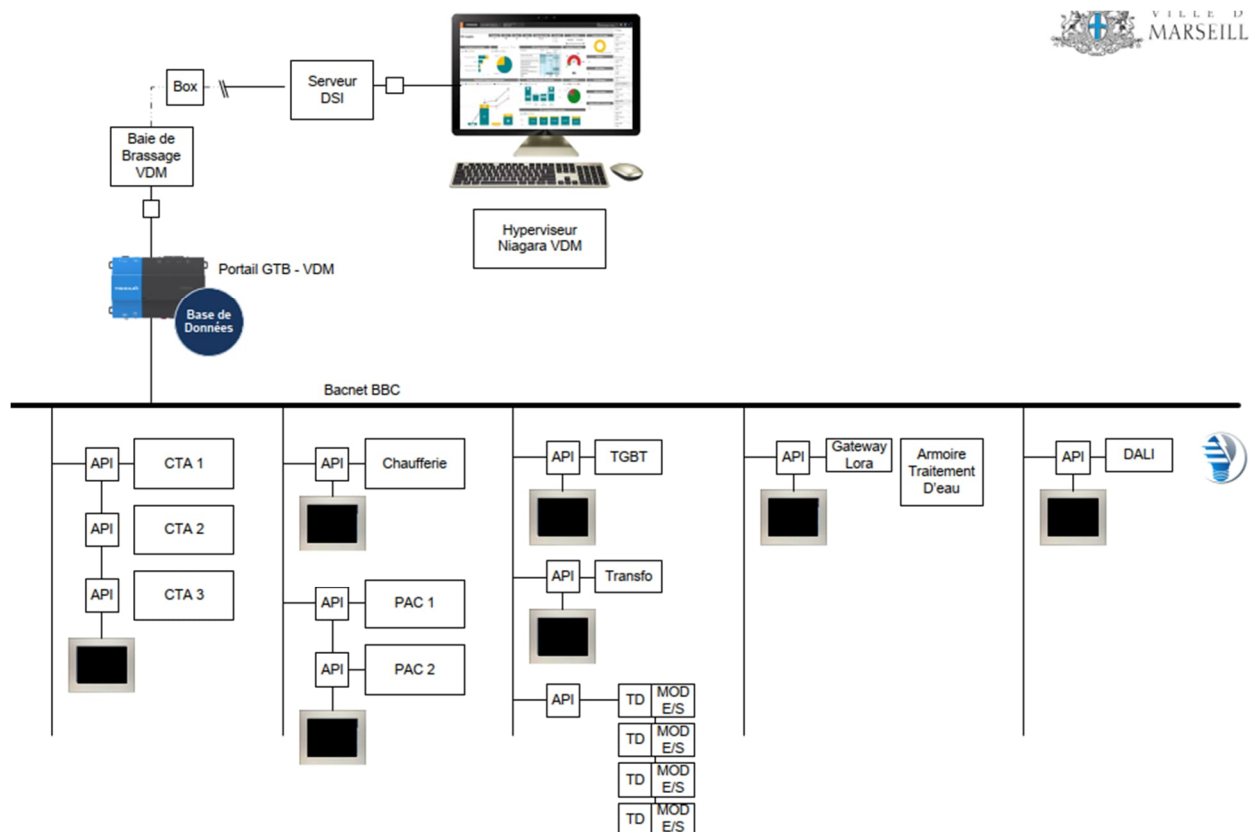 VILLE D
MARSEILL
Box
Serveur
DSI
Baie de
Brassage
VDM
Hyperviseur
Niagara VDM
Portail GTB - VDM
Base de
Données
Bacnet BBC
API
CTA 1
API
CTA 2
API
CTA 3
API
Chaufferie
API
PAC 1
API
PAC 2
API
TGBT
API
Transfo
API
TD
MOD
E/S
TD
MOD
E/S
TD
MOD
E/S
TD
MOD
E/S
API
Gateway
Lora
Armoire
Traitement
D'eau
API
DALI